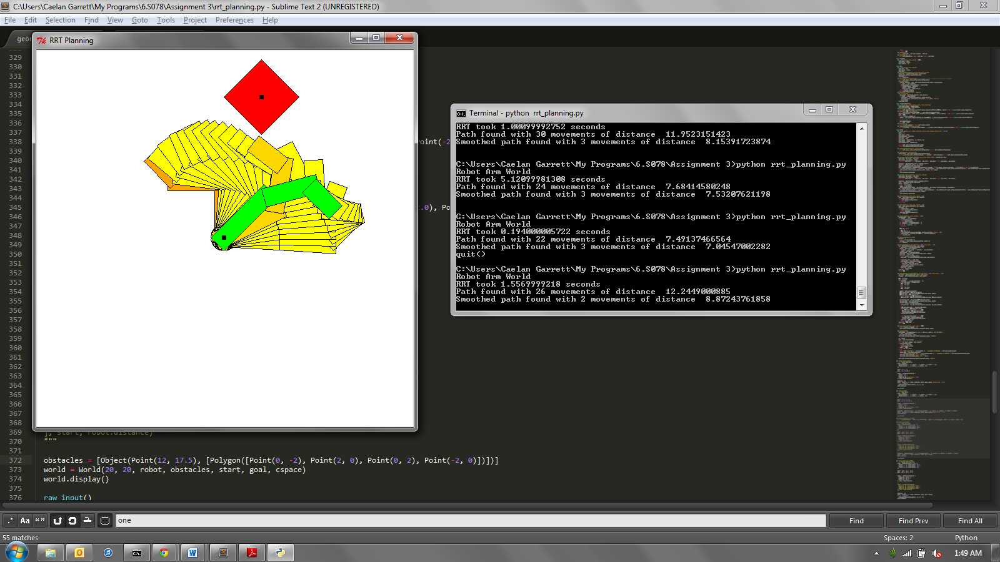 C:\Users\Caelan Garrett\My Programs\6.S078\Assignment 3\rrt_planning.py - Sublime Text 2 (UNREGISTERED)
File Edit Selection Find View Goto Tools Project Preferences Help
RRT Planning
329
330
331
332
333
334
335
336
337
338
339
340
341
342
343
344
345
346
347
348
349
350
351
352
353
354
355
356
357
358
359
360
361
362
363
364
365
366
367
368
369 ], start, robot.distance)
370 """
371
372 obstacles = [Object(Point(12, 17.5), [Polygon([Point(0, -2), Point(2, 0), Point(0, 2), Point(-2, 0)])])]
373 world = World(20, 20, robot, obstacles, start, goal, cspace)
374 world.display()
375
376 raw_input()
Terminal - python rrt_planning.py
RRT took 1.00099992752 seconds
Path found with 30 movements of distance 11.9523151423
Smoothed path found with 3 movements of distance 8.15391723874
C:\Users\Caelan Garrett\My Programs\6.S078\Assignment 3>python rrt_planning.py
Robot Arm World
RRT took 5.12099981308 seconds
Path found with 24 movements of distance 7.68414580248
Smoothed path found with 3 movements of distance 7.53207621198
C:\Users\Caelan Garrett\My Programs\6.S078\Assignment 3>python rrt_planning.py
Robot Arm World
RRT took 0.194000005722 seconds
Path found with 22 movements of distance 7.49137466564
Smoothed path found with 3 movements of distance 7.04547002282
quit()
C:\Users\Caelan Garrett\My Programs\6.S078\Assignment 3>python rrt_planning.py
Robot Arm World
RRT took 1.5569999218 seconds
Path found with 26 movements of distance 12.2449000885
Smoothed path found with 2 movements of distance 8.87243761858
one
Find Find Prev Find All
55 matches
Spaces: 2 Python
1:49 AM